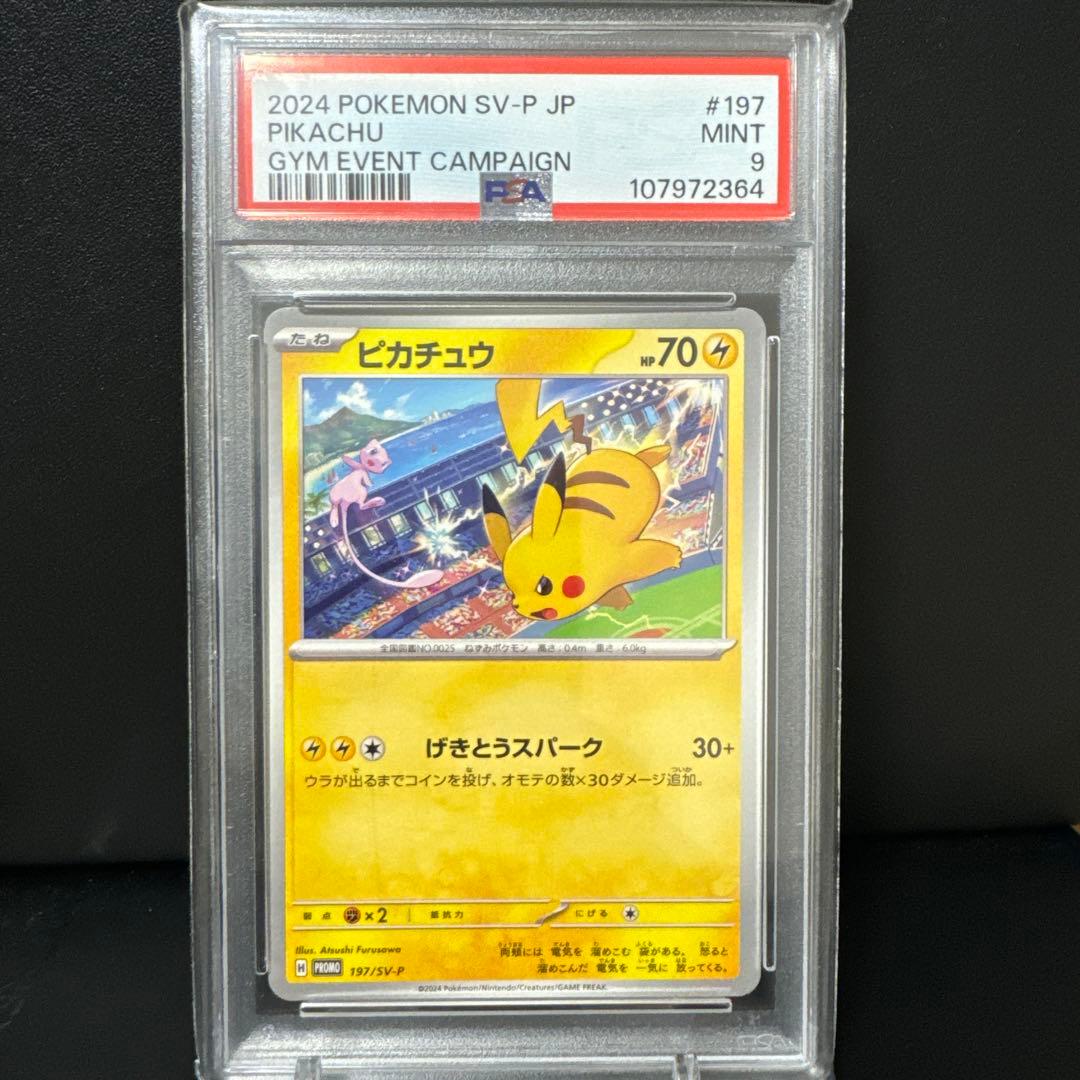 2024 POKEMON SV-P JP #197
PIKACHU MINT
GYM EVENT CAMPAIGN 9
PSA 107972364
たね ピカチュウ HP70
全国図鑑NO.0025 ねずみポケモン 高さ:0.4m 重さ:6.0kg
げきとうスパーク 30+
ウラが出るまでコインを投げ、オモテの数×30ダメージ追加。
弱点 ×2 抵抗力 にげる
Illus. Atsushi Furusawa
両頬には 電気を 溜めこむ 袋がある。 怒ると
溜めこんだ 電気を 一気に 放ってくる。
H PROMO 197/SV-P
©2024 Pokémon/Nintendo/Creatures/GAME FREAK.